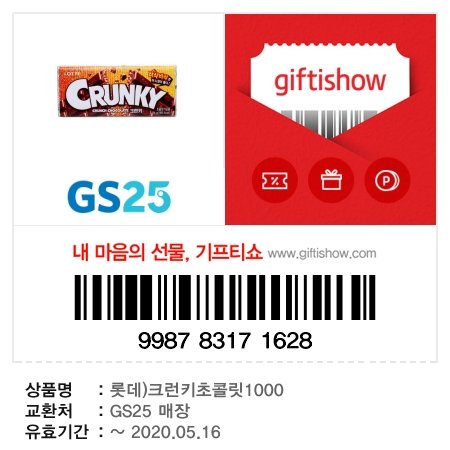 LOTTE
CRUNKY
CRUNCH CHOCOLATE
giftishow
P
GS25
내 마음의 선물, 기프티쇼 www.giftishow.com
9987 8317 1628
상품명 : 롯데)크런키초콜릿1000
교환처 : GS25 매장
유효기간 : ~ 2020.05.16